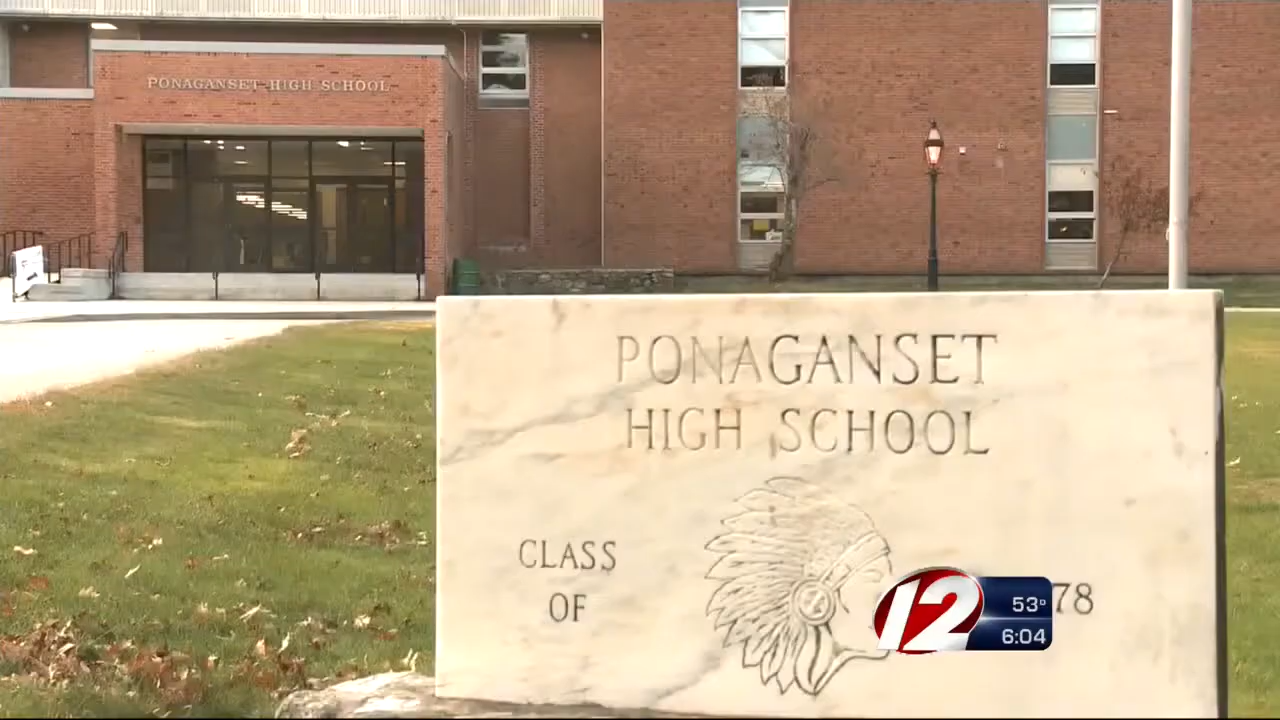 PONAGANSET HIGH SCHOOL
PONAGANSET
HIGH SCHOOL
CLASS
OF
78
12
53°
6:04